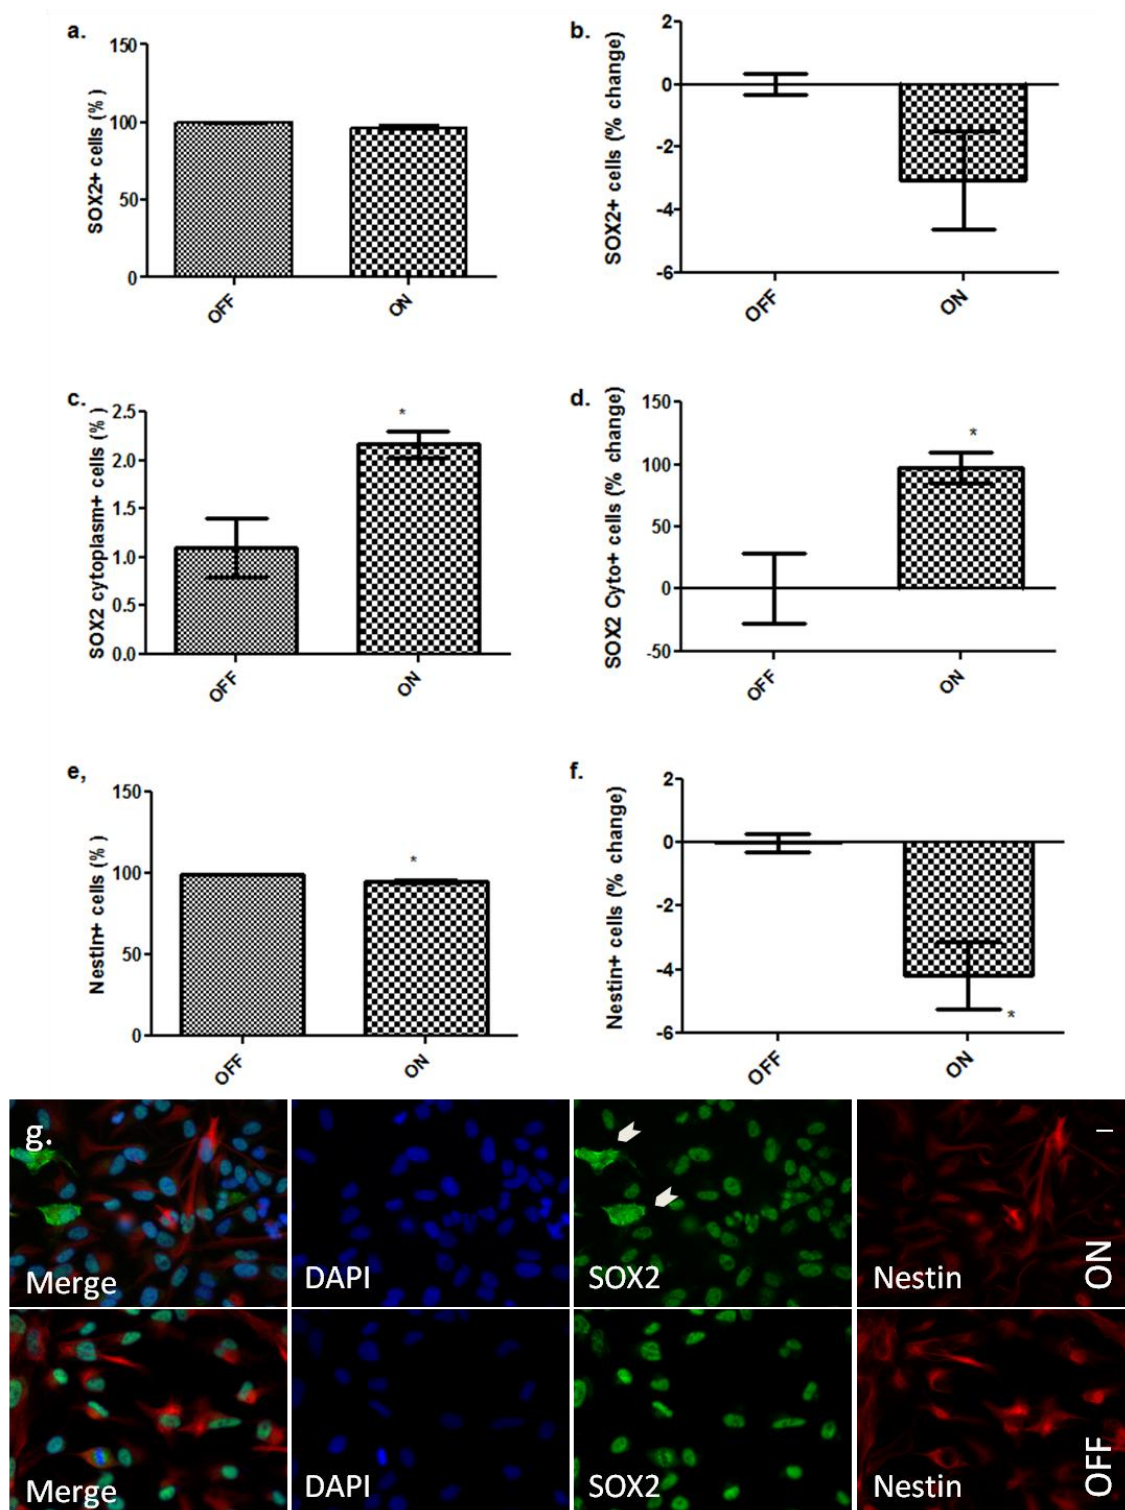 a.
SOX2+ cells (%)
150
100
50
0
OFF
ON
b.
SOX2+ cells (% change)
2
0
-2
-4
-6
OFF
ON
c.
SOX2 cytoplasm+ cells (%)
2.5
2.0
1.5
1.0
0.5
0.0
*
OFF
ON
d.
SOX2 Cyto+ cells (% change)
150
100
50
0
-50
*
OFF
ON
e,
Nestin+ cells (%)
150
100
50
0
*
OFF
ON
f.
Nestin+ cells (% change)
2
0
-2
-4
-6
*
OFF
ON
g.
Merge
DAPI
SOX2
Nestin
ON
Merge
DAPI
SOX2
Nestin
OFF